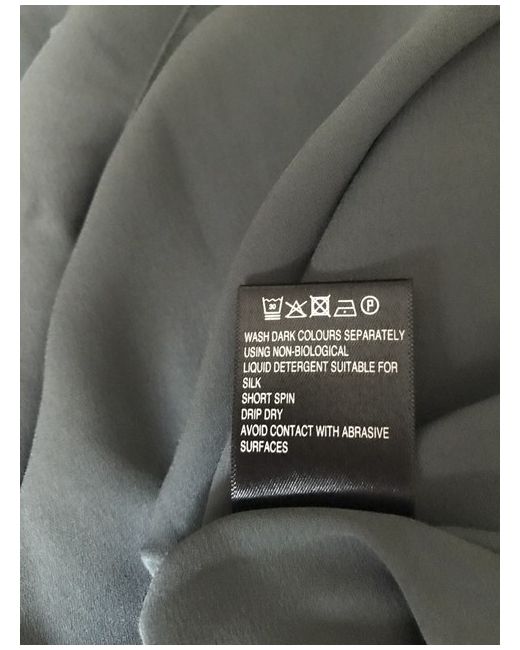 30 P
WASH DARK COLOURS SEPARATELY
USING NON-BIOLOGICAL
LIQUID DETERGENT SUITABLE FOR
SILK
SHORT SPIN
DRIP DRY
AVOID CONTACT WITH ABRASIVE
SURFACES